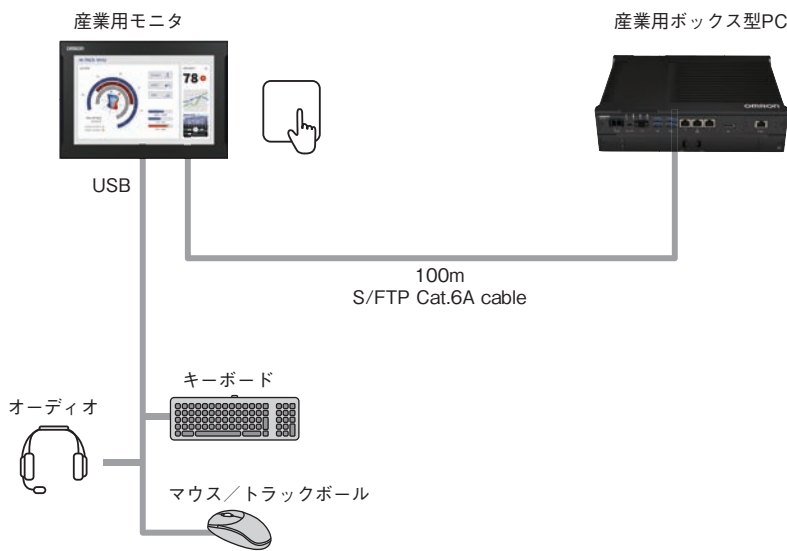 産業用モニタ
産業用ボックス型PC
OMRON
78
OMRON
USB
100m
S/FTP Cat.6A cable
キーボード
オーディオ
マウス／トラックボール